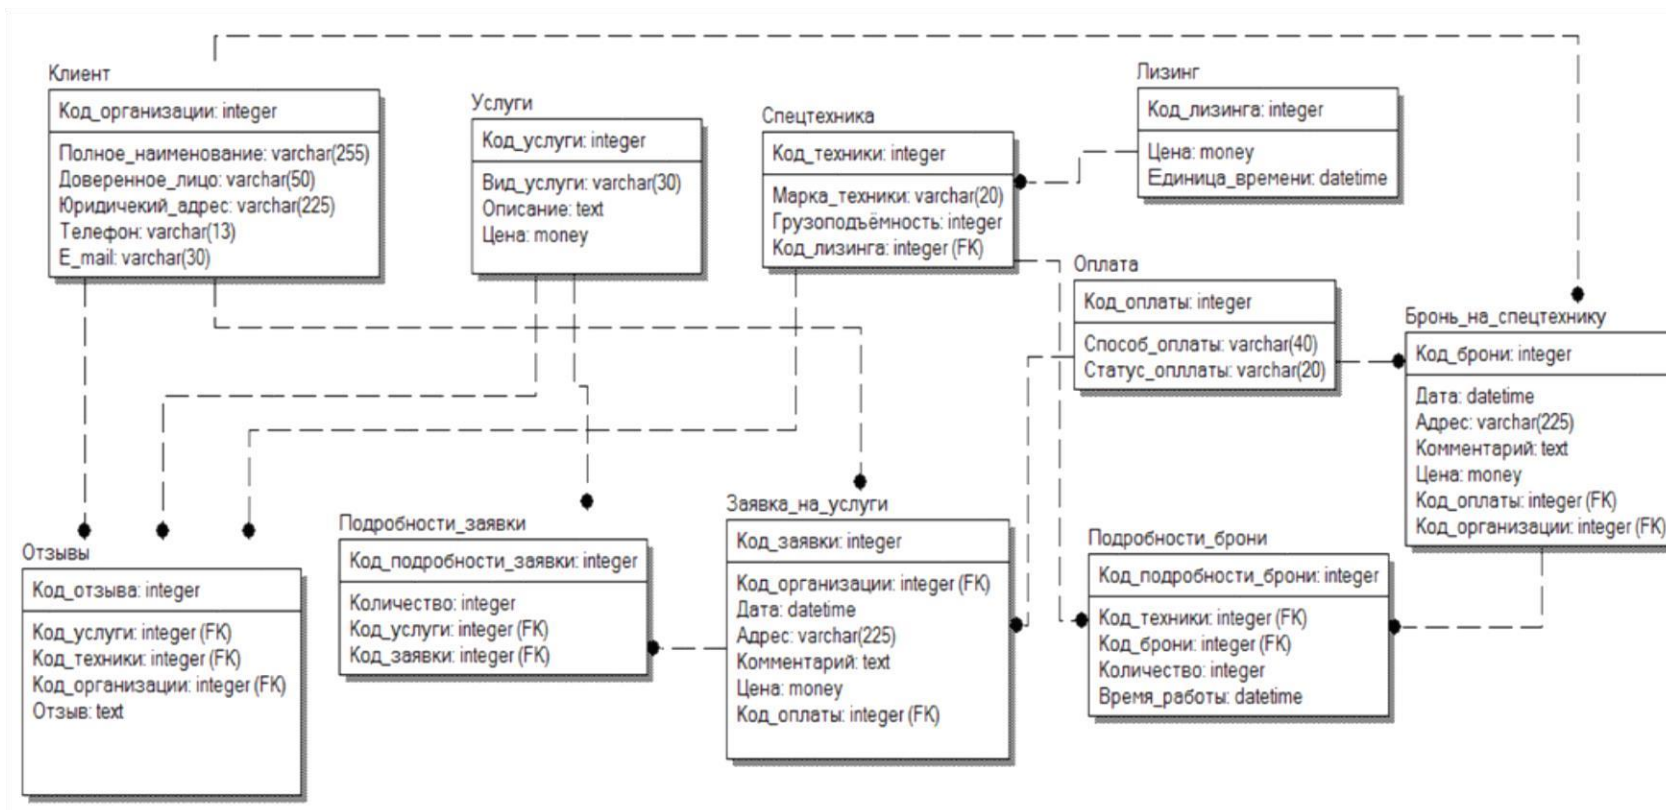 Клиент
Код_организации: integer
Полное_наименование: varchar(255)
Доверенное_лицо: varchar(50)
Юридичекий_адрес: varchar(225)
Телефон: varchar(13)
E_mail: varchar(30)
Услуги
Код_услуги: integer
Вид_услуги: varchar(30)
Описание: text
Цена: money
Спецтехника
Код_техники: integer
Марка_техники: varchar(20)
Грузоподъёмность: integer
Код_лизинга: integer (FK)
Лизинг
Код_лизинга: integer
Цена: money
Единица_времени: datetime
Оплата
Код_оплаты: integer
Способ_оплаты: varchar(40)
Статус_опллаты: varchar(20)
Бронь_на_спецтехнику
Код_брони: integer
Дата: datetime
Адрес: varchar(225)
Комментарий: text
Цена: money
Код_оплаты: integer (FK)
Код_организации: integer (FK)
Отзывы
Код_отзыва: integer
Код_услуги: integer (FK)
Код_техники: integer (FK)
Код_организации: integer (FK)
Отзыв: text
Подробности_заявки
Код_подробности_заявки: integer
Количество: integer
Код_услуги: integer (FK)
Код_заявки: integer (FK)
Заявка_на_услуги
Код_заявки: integer
Код_организации: integer (FK)
Дата: datetime
Адрес: varchar(225)
Комментарий: text
Цена: money
Код_оплаты: integer (FK)
Подробности_брони
Код_подробности_брони: integer
Код_техники: integer (FK)
Код_брони: integer (FK)
Количество: integer
Время_работы: datetime